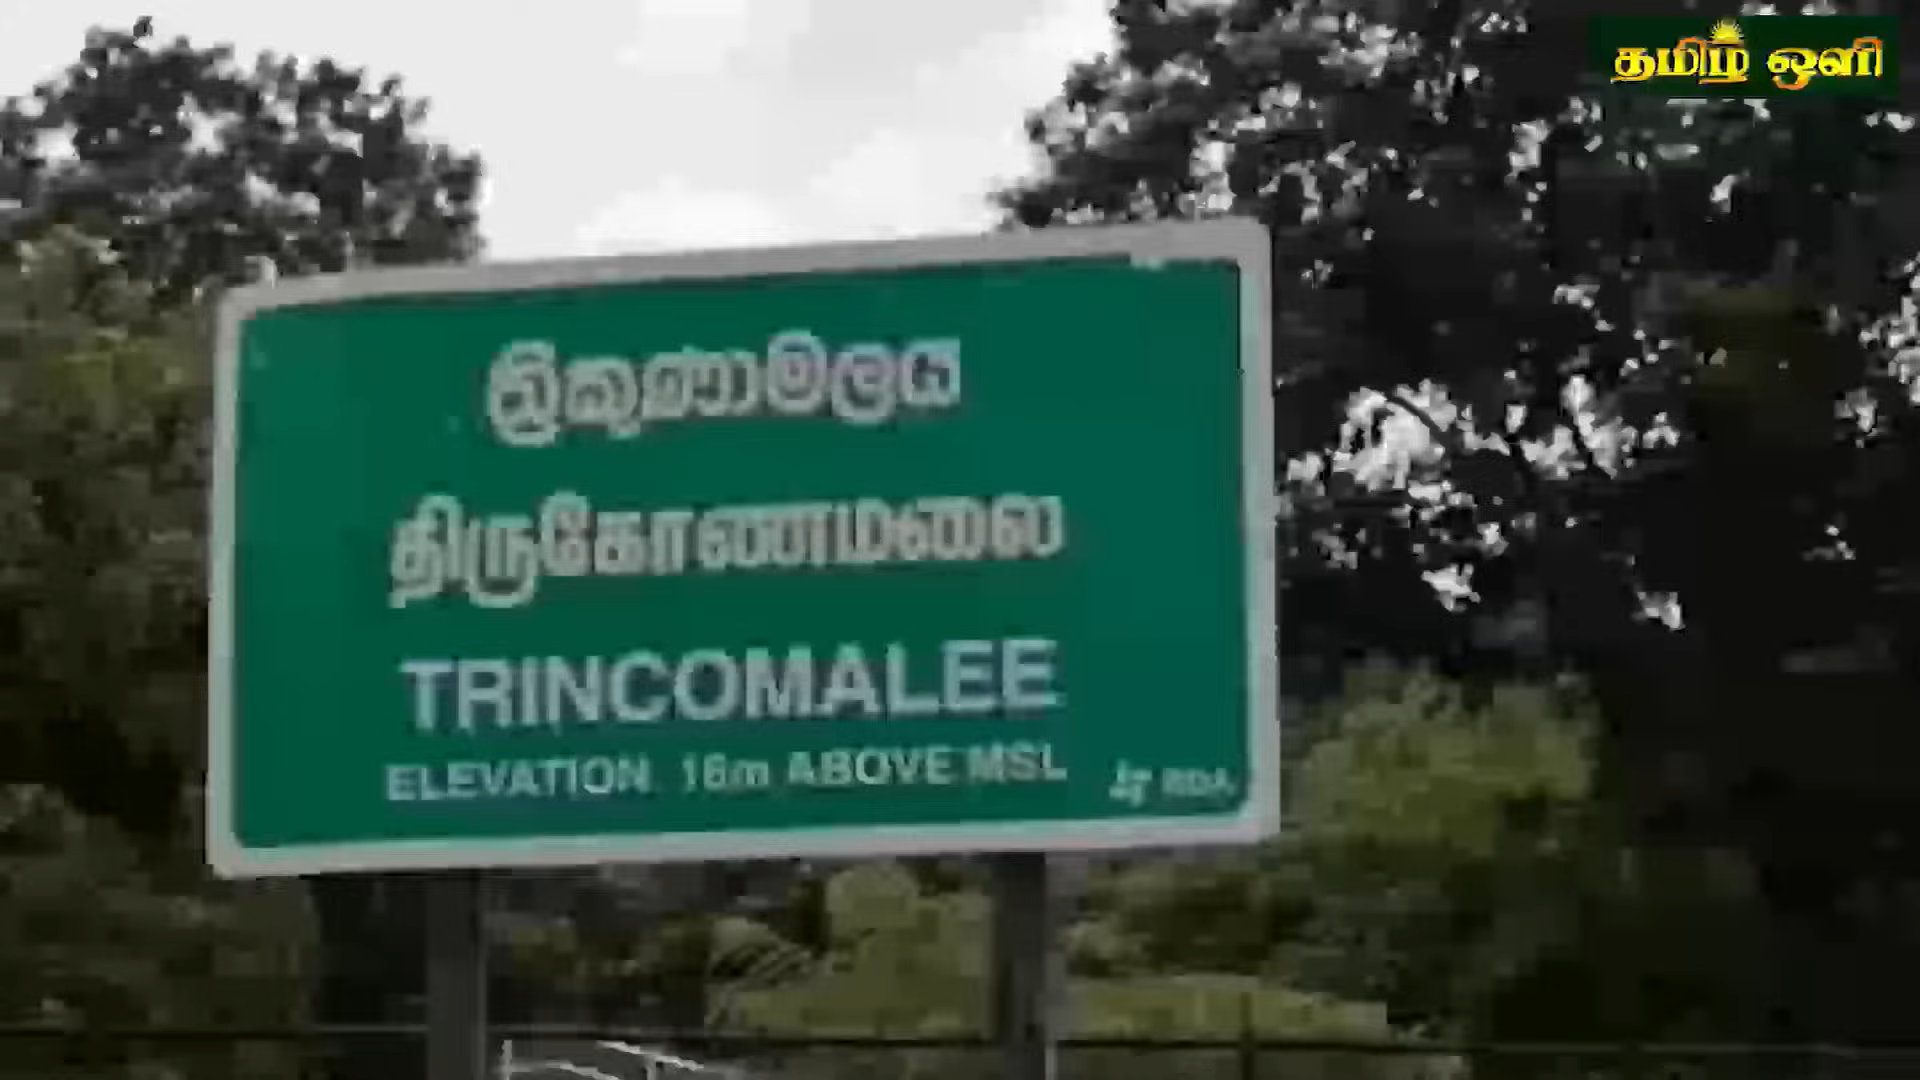 தமிழ் ஒளி
ත්‍රිකුණාමලය
திருகோணமலை
TRINCOMALEE
ELEVATION 16m ABOVE MSL
RDA